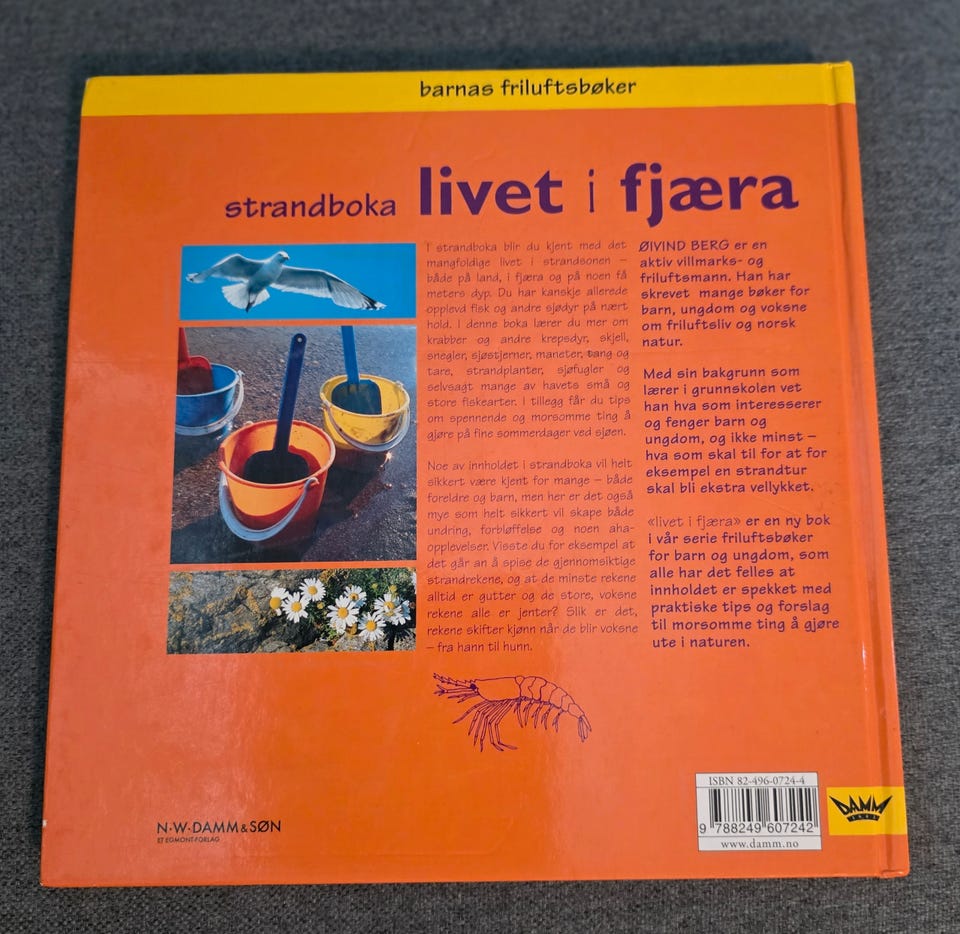 barnas friluftsbøker
strandboka livet i fjæra
I strandboka blir du kjent med det
mangfoldige livet i strandsonen –
både på land, i fjæra og på noen få
meters dyp. Du har kanskje allerede
opplevd fisk og andre sjødyr på nært
hold. I denne boka lærer du mer om
krabber og andre krepsdyr, skjell,
snegler, sjøstjerner, maneter, tang og
tare, strandplanter, sjøfugler og
selvsagt mange av havets små og
store fiskearter. I tillegg får du tips
om spennende og morsomme ting å
gjøre på fine sommerdager ved sjøen.
Noe av innholdet i strandboka vil helt
sikkert være kjent for mange – både
foreldre og barn, men her er det også
mye som helt sikkert vil skape både
undring, forbløffelse og noen aha-
opplevelser. Visste du for eksempel at
det går an å spise de gjennomsiktige
strandrekene, og at de minste rekene
alltid er gutter og de store, voksne
rekene alle er jenter? Slik er det,
rekene skifter kjønn når de blir voksne
– fra hann til hunn.
ØIVIND BERG er en
aktiv villmarks- og
friluftsmann. Han har
skrevet mange bøker for
barn, ungdom og voksne
om friluftsliv og norsk
natur.
Med sin bakgrunn som
lærer i grunnskolen vet
han hva som interesserer
og fenger barn og
ungdom, og ikke minst –
hva som skal til for at for
eksempel en strandtur
skal bli ekstra vellykket.
«livet i fjæra» er en ny bok
i vår serie friluftsbøker
for barn og ungdom, som
alle har det felles at
innholdet er spekket med
praktiske tips og forslag
til morsomme ting å gjøre
ute i naturen.
N·W·DAMM & SØN
ET EGMONT-FORLAG
ISBN 82-496-0724-4
9 788249 607242
www.damm.no
DAMM
1843